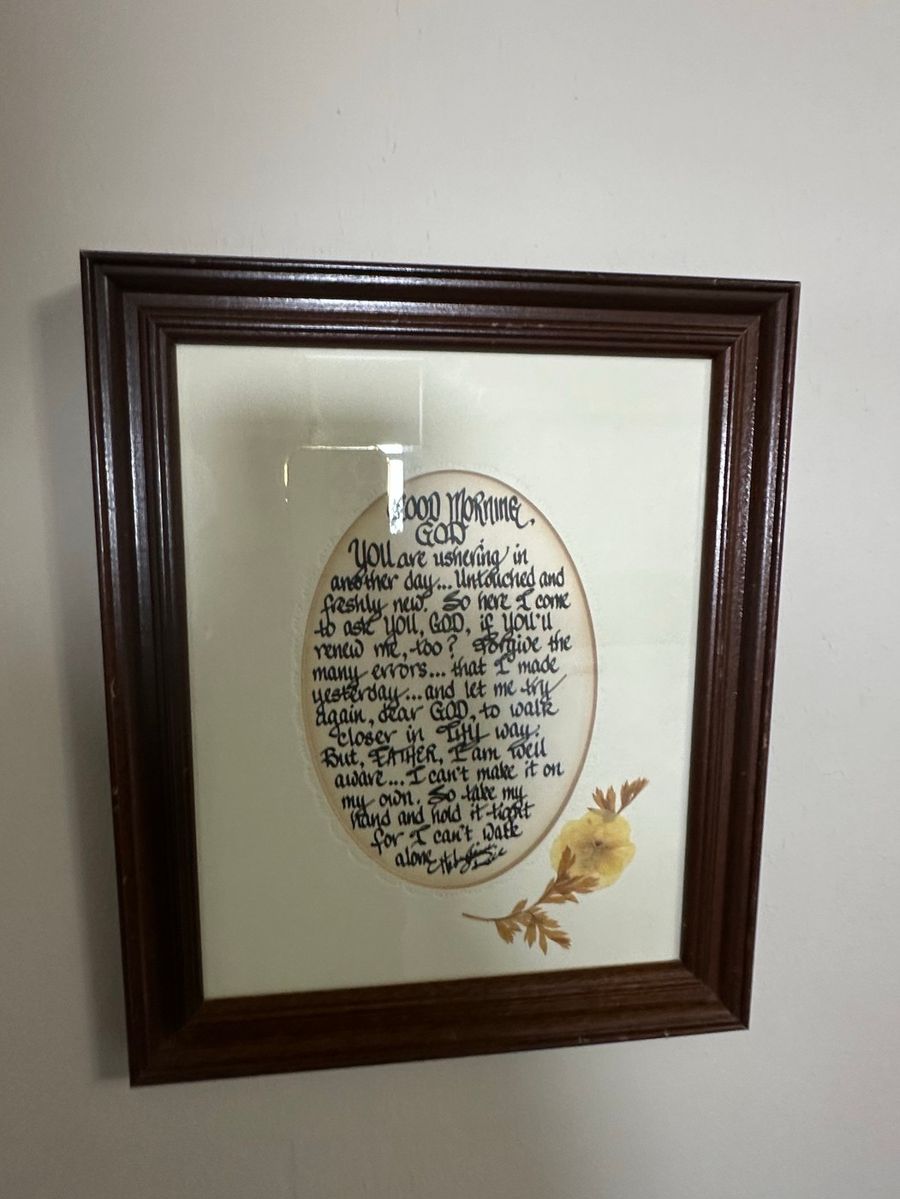 GOOD MORNING,
GOD
YOU are ushering in
another day... Untouched and
freshly new. So here I come
to ask YOU, GOD, if YOU'll
renew me, too? Forgive the
many errors... that I made
yesterday... and let me try
again, dear GOD, to walk
closer in THY way.
But, FATHER, I am well
aware... I can't make it on
my own. So take my
hand and hold it tight
for I can't walk
alone